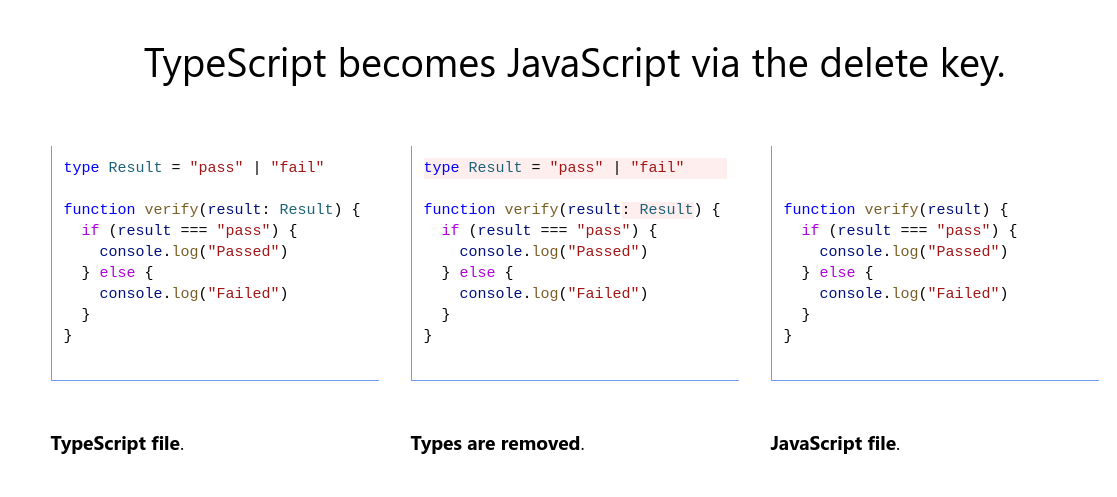 TypeScript becomes JavaScript via the delete key.
type Result = "pass" | "fail"
function verify(result: Result) {
  if (result === "pass") {
    console.log("Passed")
  } else {
    console.log("Failed")
  }
}
TypeScript file.
type Result = "pass" | "fail"
function verify(result: Result) {
  if (result === "pass") {
    console.log("Passed")
  } else {
    console.log("Failed")
  }
}
Types are removed.
function verify(result) {
  if (result === "pass") {
    console.log("Passed")
  } else {
    console.log("Failed")
  }
}
JavaScript file.